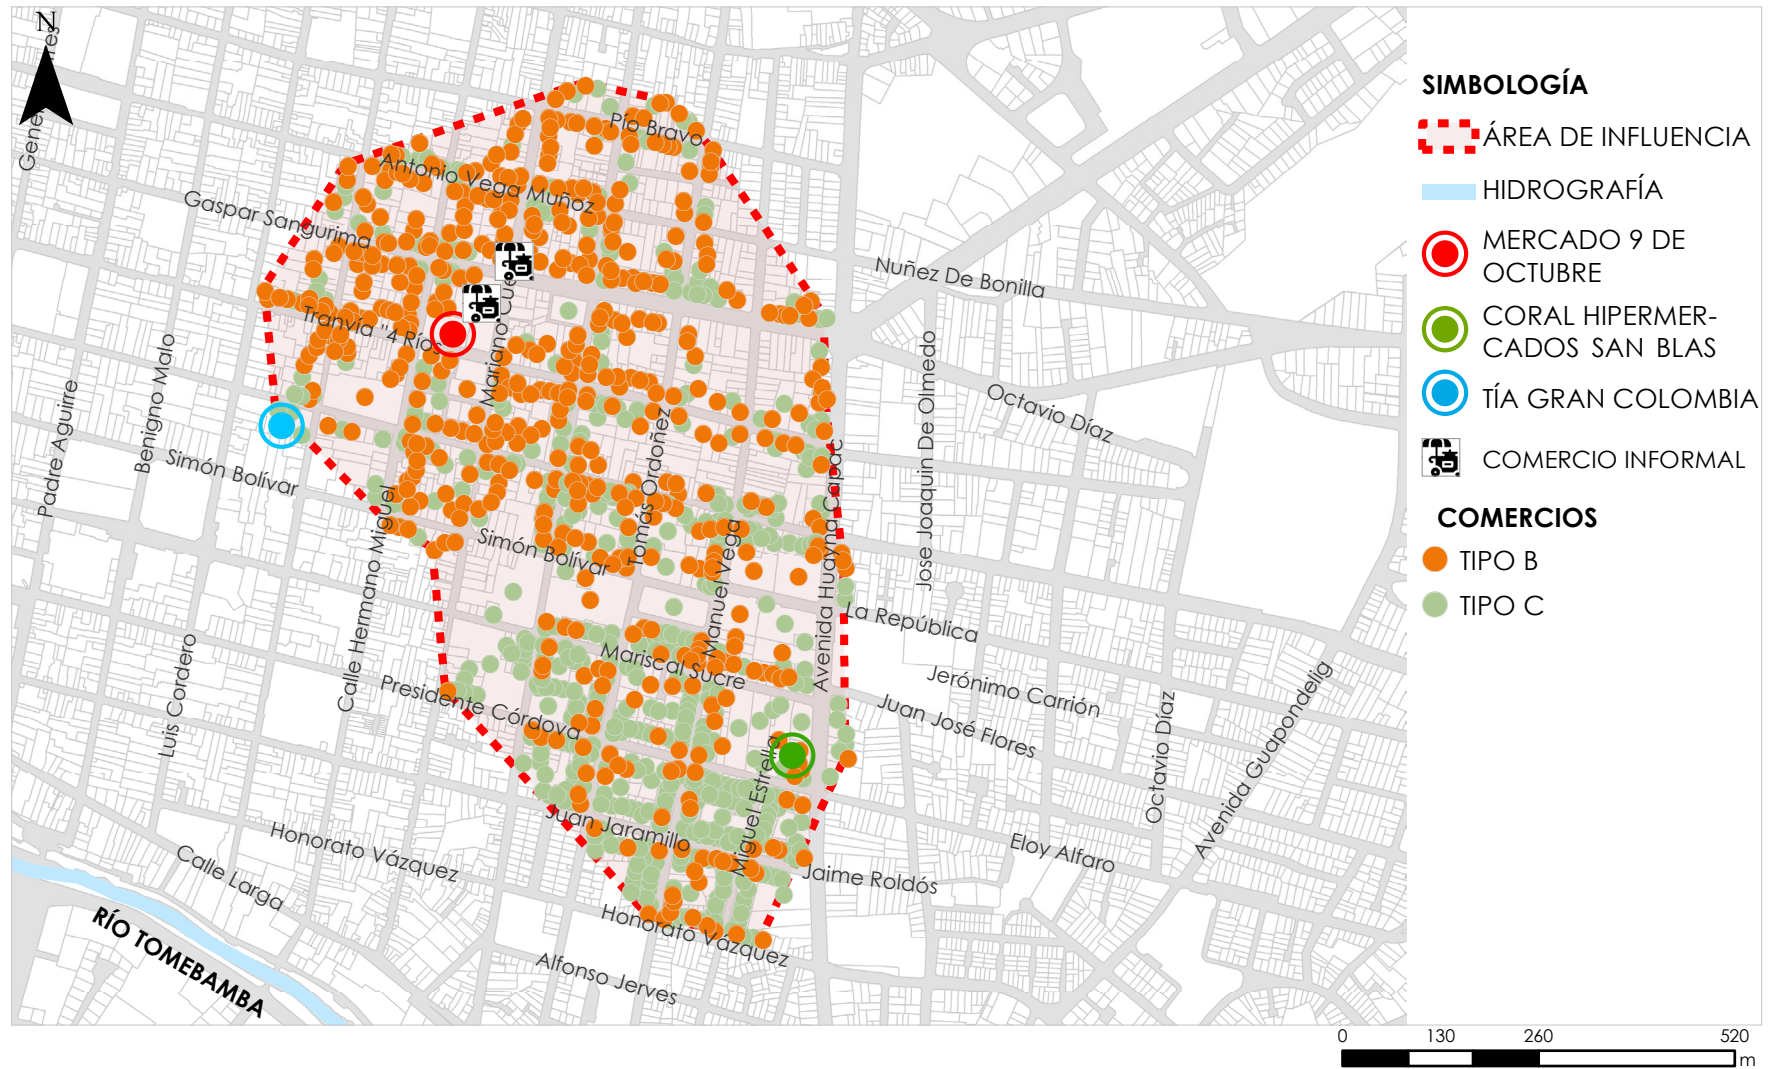 N
Pío Bravo
Antonio Vega Muñoz
Gaspar Sangurima
Nuñez De Bonilla
Tranvía "4 Ríos
Mariano Cue
Benigno Malo
Padre Aguirre
Octavio Díaz
Jose Joaquin De Olmedo
Simón Bolívar
Tomás Ordoñez
Avenida Huayna Capac
Calle Hermano Miguel
Simón Bolívar
Manuel Vega
La República
Mariscal Sucre
Jerónimo Carrión
Luis Cordero
Presidente Córdova
Juan José Flores
Octavio Díaz
Avenida Guapondelig
Miguel Estrella
Juan Jaramillo
Honorato Vázquez
Eloy Alfaro
Calle Larga
Jaime Roldós
RÍO TOMEBAMBA
Honorato Vázquez
Alfonso Jerves
SIMBOLOGÍA
ÁREA DE INFLUENCIA
HIDROGRAFÍA
MERCADO 9 DE
OCTUBRE
CORAL HIPERMER-
CADOS SAN BLAS
TÍA GRAN COLOMBIA
COMERCIO INFORMAL
COMERCIOS
TIPO B
TIPO C
0 130 260 520
m